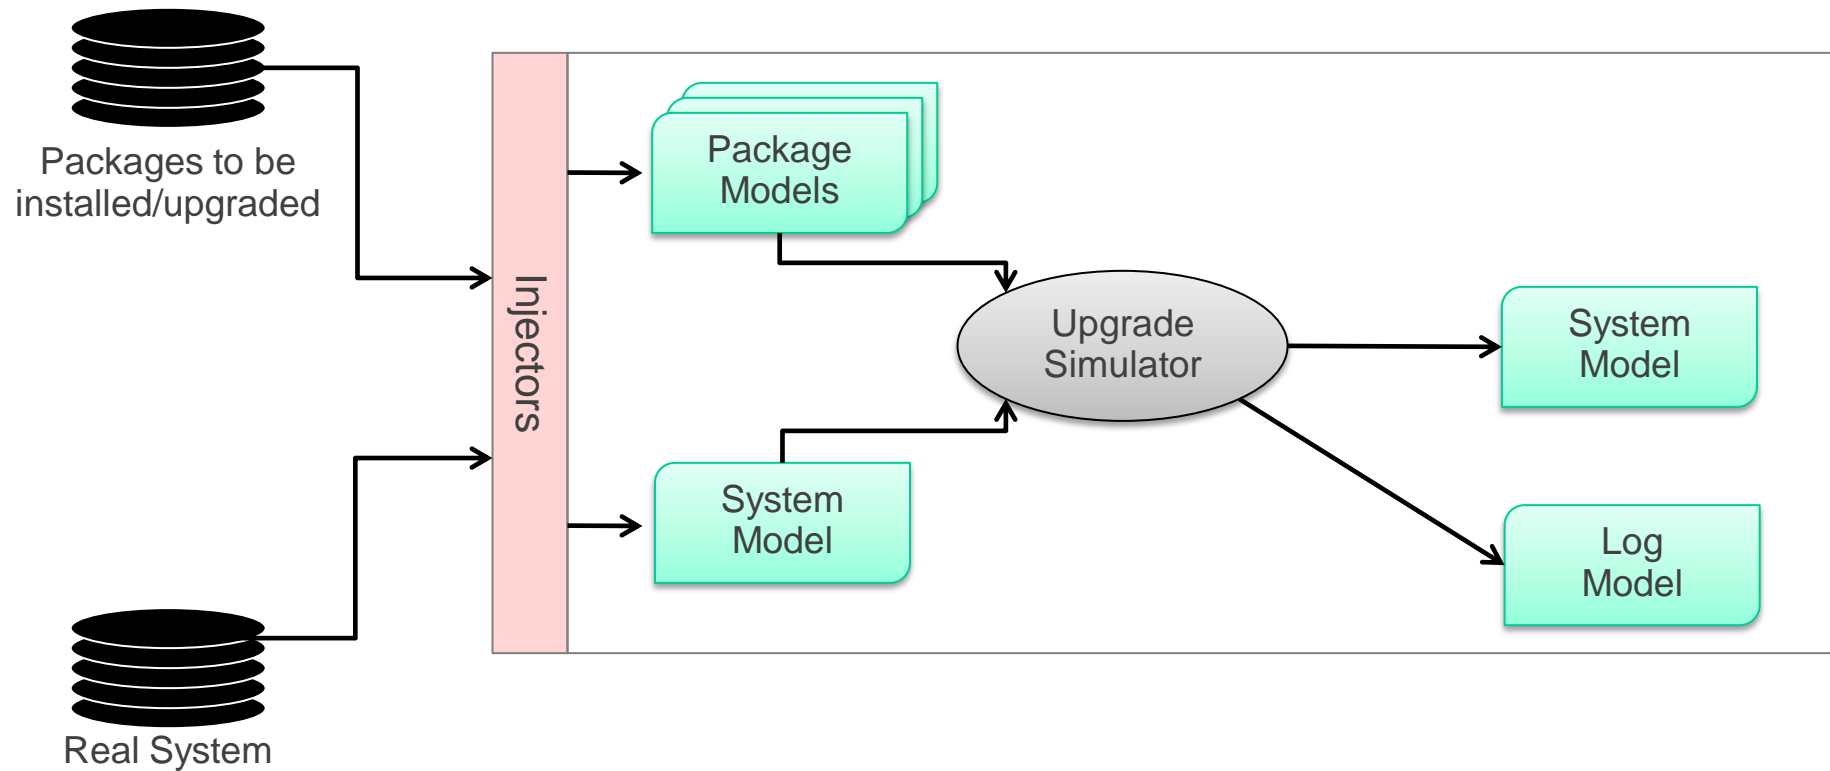 Packages to be
installed/upgraded
Injectors
Package
Models
Upgrade
Simulator
System
Model
System
Model
Log
Model
Real System